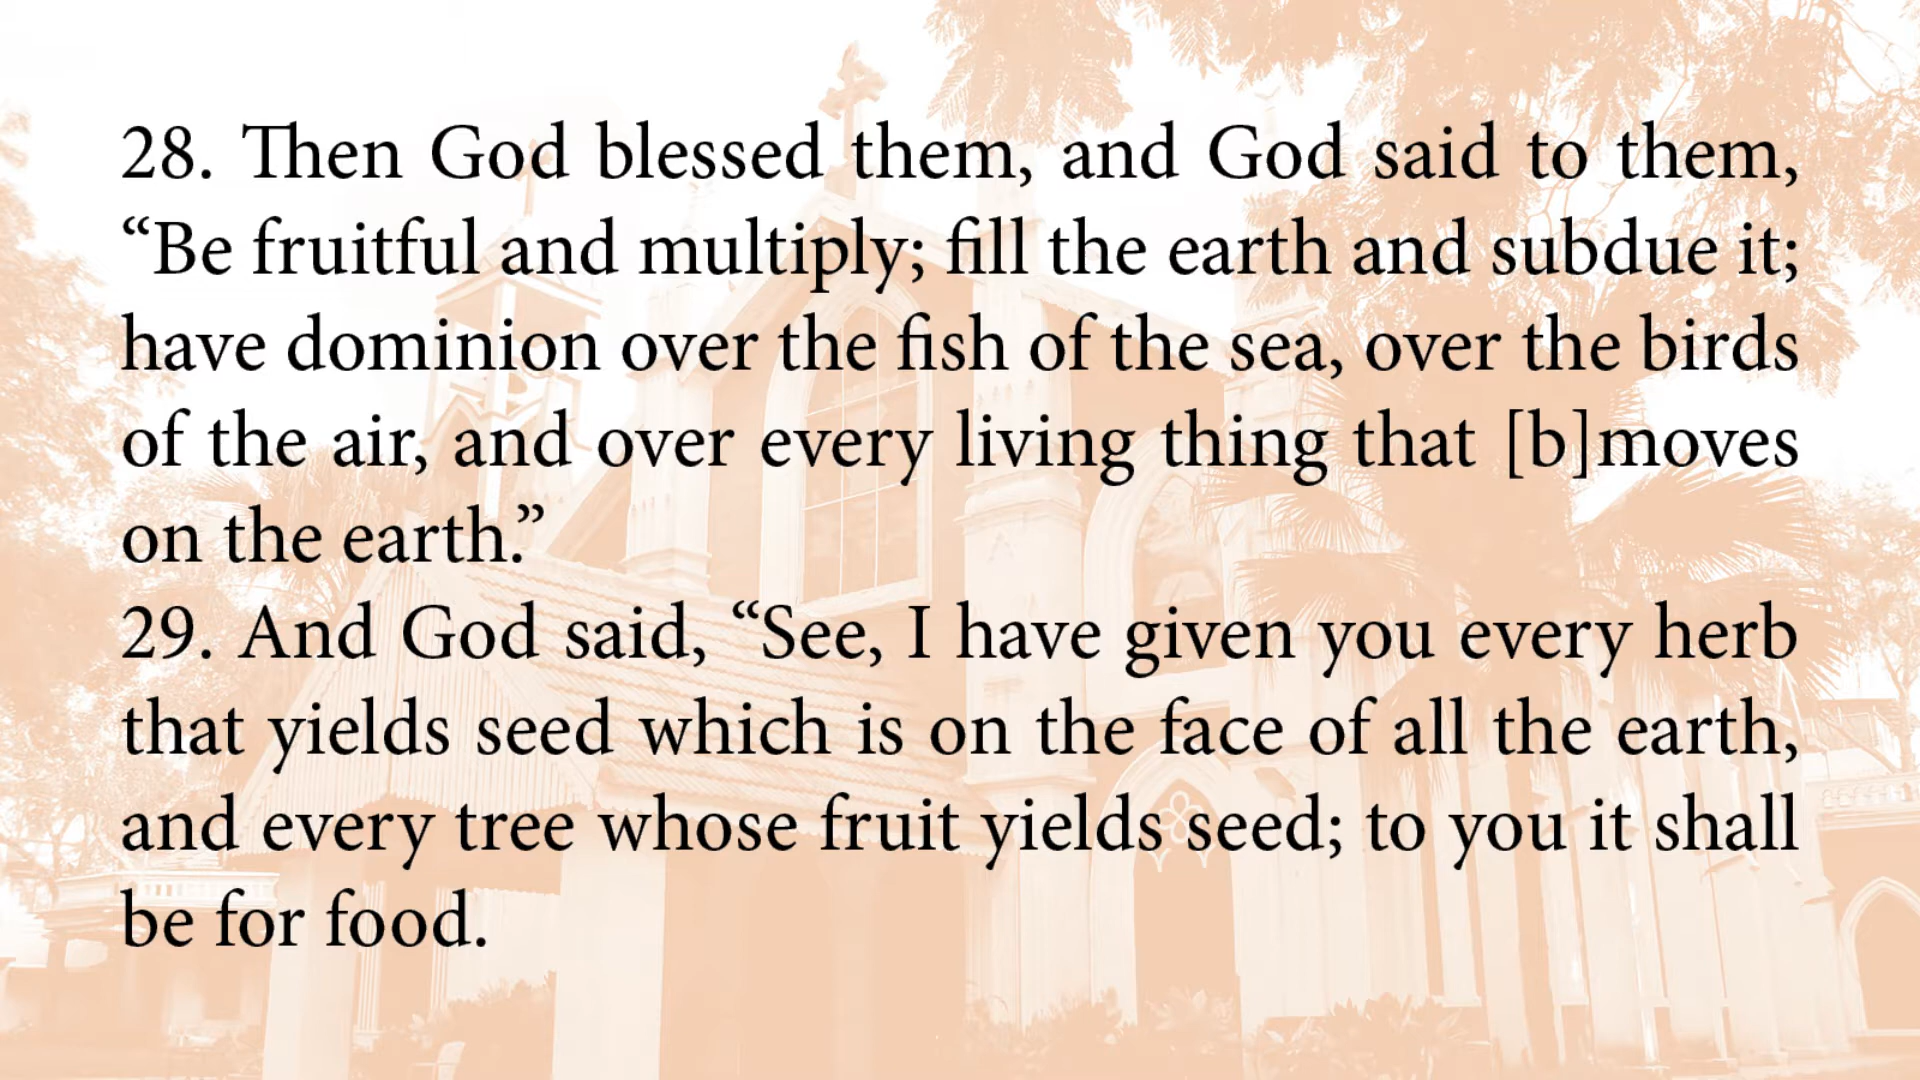 28. Then God blessed them, and God said to them,
“Be fruitful and multiply; fill the earth and subdue it;
have dominion over the fish of the sea, over the birds
of the air, and over every living thing that [b]moves
on the earth.”
29. And God said, “See, I have given you every herb
that yields seed which is on the face of all the earth,
and every tree whose fruit yields seed; to you it shall
be for food.